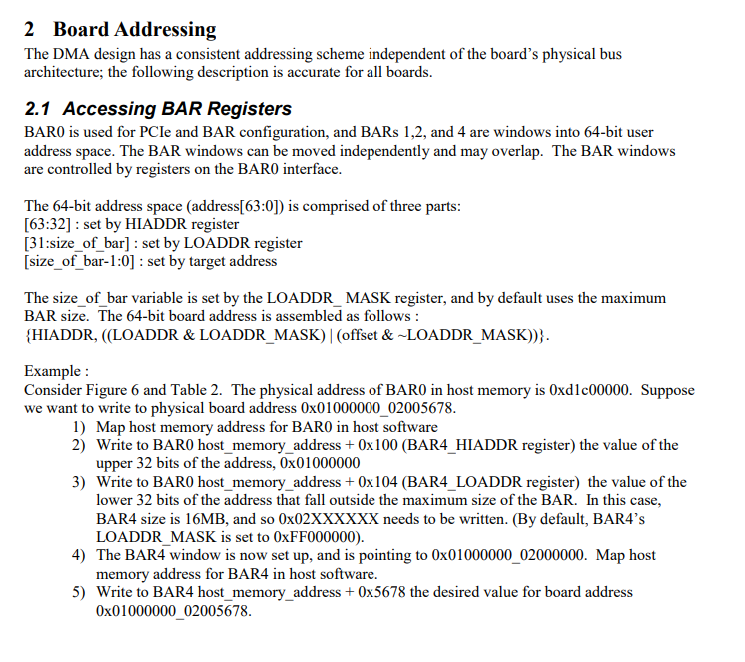 2 Board Addressing
The DMA design has a consistent addressing scheme independent of the board's physical bus
architecture; the following description is accurate for all boards.
2.1 Accessing BAR Registers
BAR0 is used for PCIe and BAR configuration, and BARs 1,2, and 4 are windows into 64-bit user
address space. The BAR windows can be moved independently and may overlap. The BAR windows
are controlled by registers on the BAR0 interface.
The 64-bit address space (address[63:0]) is comprised of three parts:
[63:32] : set by HIADDR register
[31:size_of_bar] : set by LOADDR register
[size_of_bar-1:0] : set by target address
The size_of_bar variable is set by the LOADDR_ MASK register, and by default uses the maximum
BAR size. The 64-bit board address is assembled as follows :
{HIADDR, ((LOADDR & LOADDR_MASK) | (offset & ~LOADDR_MASK))}.
Example :
Consider Figure 6 and Table 2. The physical address of BAR0 in host memory is 0xd1c00000. Suppose
we want to write to physical board address 0x01000000_02005678.
1) Map host memory address for BAR0 in host software
2) Write to BAR0 host_memory_address + 0x100 (BAR4_HIADDR register) the value of the
upper 32 bits of the address, 0x01000000
3) Write to BAR0 host_memory_address + 0x104 (BAR4_LOADDR register) the value of the
lower 32 bits of the address that fall outside the maximum size of the BAR. In this case,
BAR4 size is 16MB, and so 0x02XXXXXX needs to be written. (By default, BAR4's
LOADDR_MASK is set to 0xFF000000).
4) The BAR4 window is now set up, and is pointing to 0x01000000_02000000. Map host
memory address for BAR4 in host software.
5) Write to BAR4 host_memory_address + 0x5678 the desired value for board address
0x01000000_02005678.